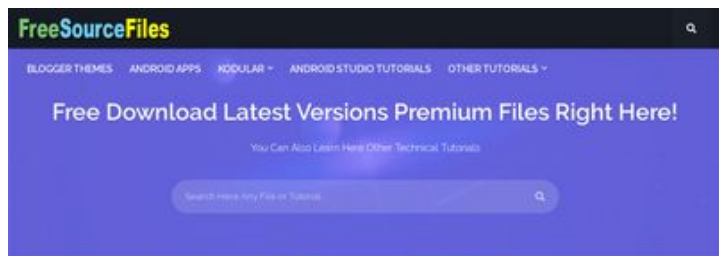 FreeSourceFiles
BLOGGER THEMES ANDROID APPS KODULAR ANDROID STUDIO TUTORIALS OTHER TUTORIALS
Free Download Latest Versions Premium Files Right Here!
You Can Also Learn Here Other Technical Tutorials
Search Here Any File or Tutorial